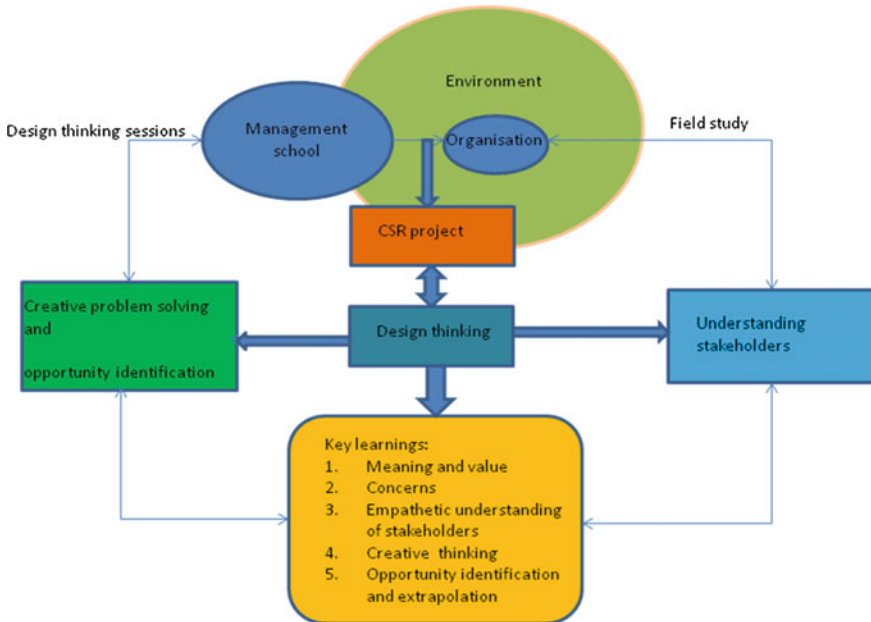 Environment
Design thinking sessions
Management
school
Organisation
Field study
CSR project
Creative problem solving
and
opportunity identification
Design thinking
Understanding
stakeholders
Key learnings:
1. Meaning and value
2. Concerns
3. Empathetic understanding
of stakeholders
4. Creative thinking
5. Opportunity identification
and extrapolation